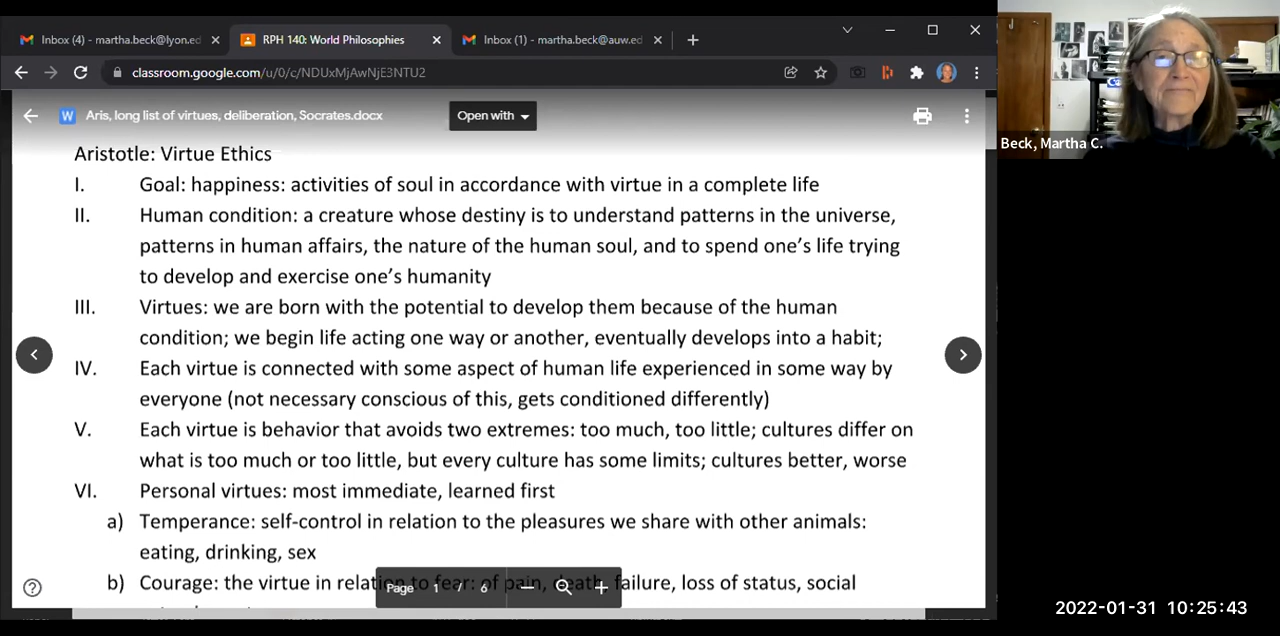 Inbox (4) - martha.beck@lyon.ed
RPH 140: World Philosophies
Inbox (1) - martha.beck@auw.ed
classroom.google.com/u/0/c/NDUxMjAwNjE3NTU2
W Aris, long list of virtues, deliberation, Socrates.docx
Open with
Beck, Martha C.
Aristotle: Virtue Ethics
I. Goal: happiness: activities of soul in accordance with virtue in a complete life
II. Human condition: a creature whose destiny is to understand patterns in the universe,
patterns in human affairs, the nature of the human soul, and to spend one's life trying
to develop and exercise one's humanity
III. Virtues: we are born with the potential to develop them because of the human
condition; we begin life acting one way or another, eventually develops into a habit;
IV. Each virtue is connected with some aspect of human life experienced in some way by
everyone (not necessary conscious of this, gets conditioned differently)
V. Each virtue is behavior that avoids two extremes: too much, too little; cultures differ on
what is too much or too little, but every culture has some limits; cultures better, worse
VI. Personal virtues: most immediate, learned first
a) Temperance: self-control in relation to the pleasures we share with other animals:
eating, drinking, sex
b) Courage: the virtue in relation to fear: of pain, death, failure, loss of status, social
Page 1 / 6
2022-01-31 10:25:43